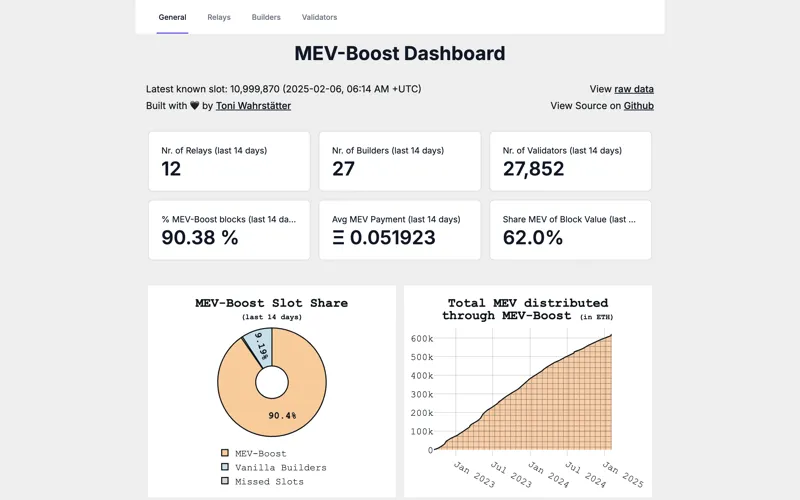 General Relays Builders Validators
MEV-Boost Dashboard
Latest known slot: 10,999,870 (2025-02-06, 06:14 AM +UTC)
View raw data
Built with 🖤 by Toni Wahrstätter
View Source on Github
Nr. of Relays (last 14 days)
12
Nr. of Builders (last 14 days)
27
Nr. of Validators (last 14 days)
27,852
% MEV-Boost blocks (last 14 da...
90.38 %
Avg MEV Payment (last 14 days)
Ξ 0.051923
Share MEV of Block Value (last ...
62.0%
MEV-Boost Slot Share
(last 14 days)
9.19%
90.4%
MEV-Boost
Vanilla Builders
Missed Slots
Total MEV distributed
through MEV-Boost (in ETH)
600k
500k
400k
300k
200k
100k
0
Jan 2023
Jul 2023
Jan 2024
Jul 2024
Jan 2025